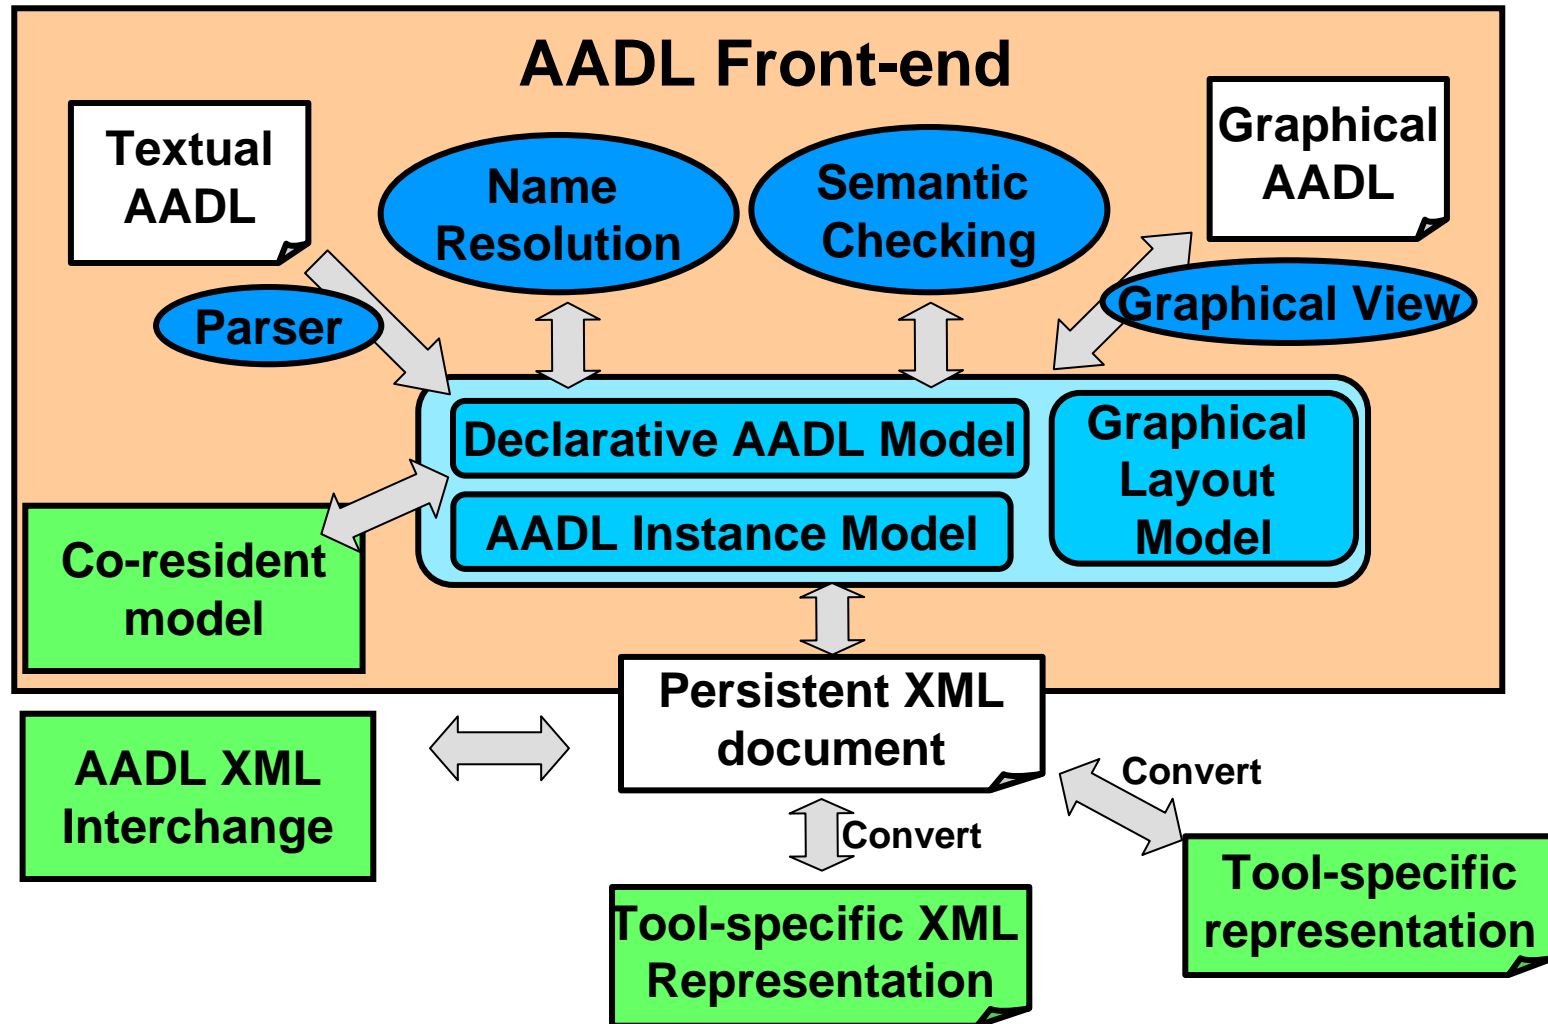 AADL Front-end
Textual
AADL
Name
Resolution
Semantic
Checking
Graphical
AADL
Parser
Graphical View
Declarative AADL Model
AADL Instance Model
Graphical
Layout
Model
Co-resident
model
Persistent XML
document
AADL XML
Interchange
Convert
Convert
Tool-specific XML
Representation
Tool-specific
representation